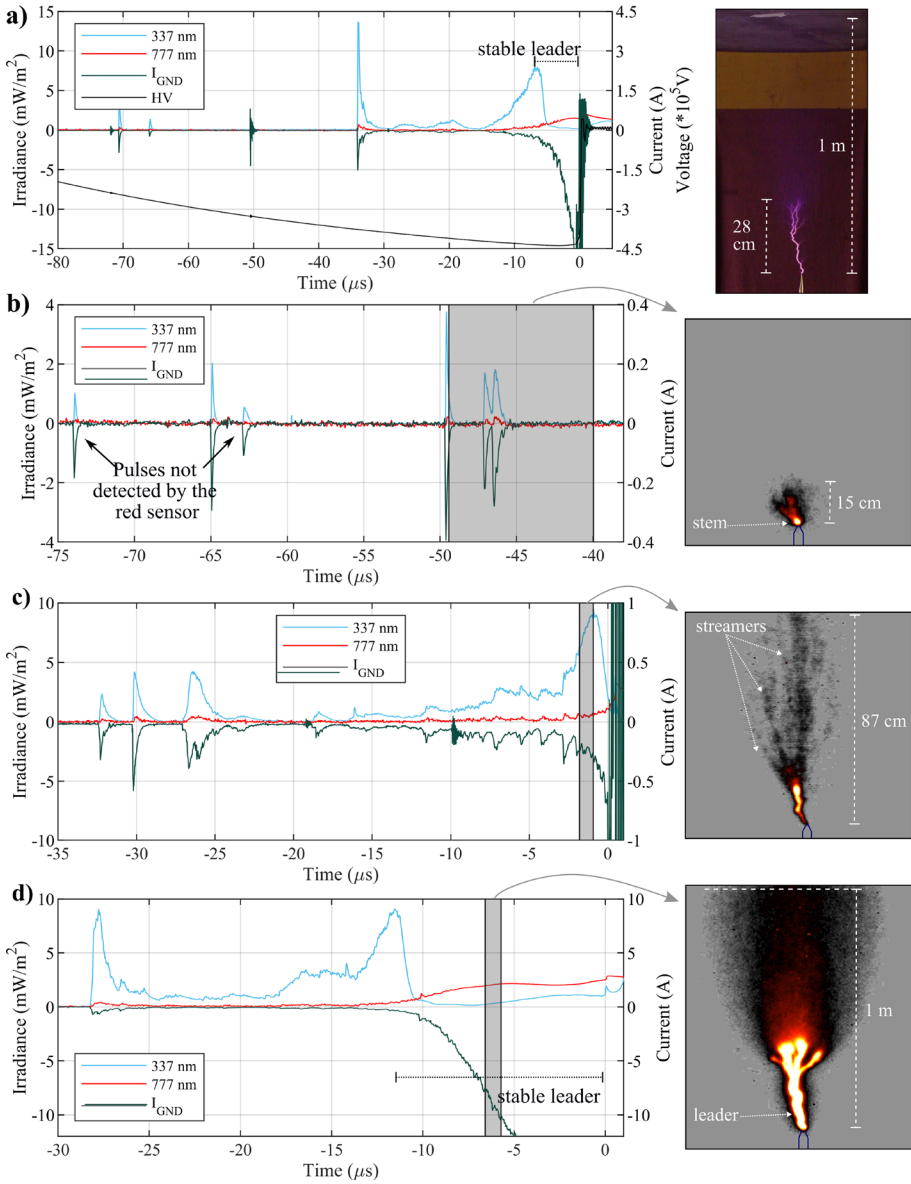 a)
337 nm
777 nm
I_GND
HV
stable leader
15
10
5
0
-5
-10
-15
Irradiance (mW/m²)
4.5
3
1.5
0
-1.5
-3
-4.5
Current (A)
Voltage (*10⁵V)
-80 -70 -60 -50 -40 -30 -20 -10 0
Time (μs)
1 m
28
cm
b)
337 nm
777 nm
I_GND
4
2
0
-2
-4
Irradiance (mW/m²)
0.4
0.2
0
-0.2
-0.4
Current (A)
Pulses not
detected by the
red sensor
-75 -70 -65 -60 -55 -50 -45 -40
Time (μs)
15 cm
stem
c)
337 nm
777 nm
I_GND
10
5
0
-5
-10
Irradiance (mW/m²)
1
0.5
0
-0.5
-1
Current (A)
-35 -30 -25 -20 -15 -10 -5 0
Time (μs)
streamers
87 cm
d)
337 nm
777 nm
I_GND
10
5
0
-5
-10
Irradiance (mW/m²)
10
8
6
4
2
0
-2
-4
-6
-8
-10
Current (A)
stable leader
-30 -25 -20 -15 -10 -5 0
Time (μs)
1 m
leader